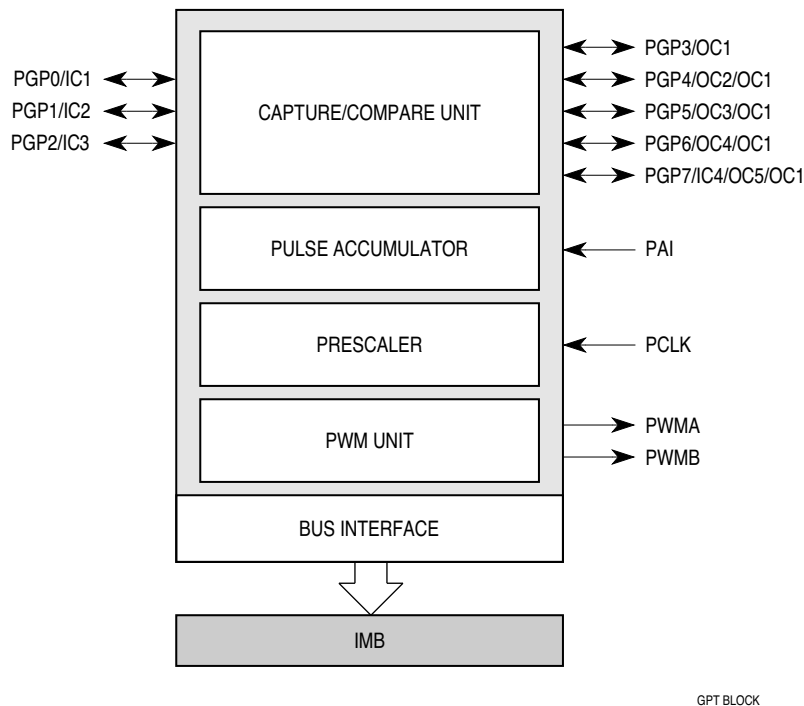 PGP0/IC1
PGP1/IC2
PGP2/IC3
CAPTURE/COMPARE UNIT
PGP3/OC1
PGP4/OC2/OC1
PGP5/OC3/OC1
PGP6/OC4/OC1
PGP7/IC4/OC5/OC1
PULSE ACCUMULATOR
PAI
PRESCALER
PCLK
PWM UNIT
PWMA
PWMB
BUS INTERFACE
IMB
GPT BLOCK